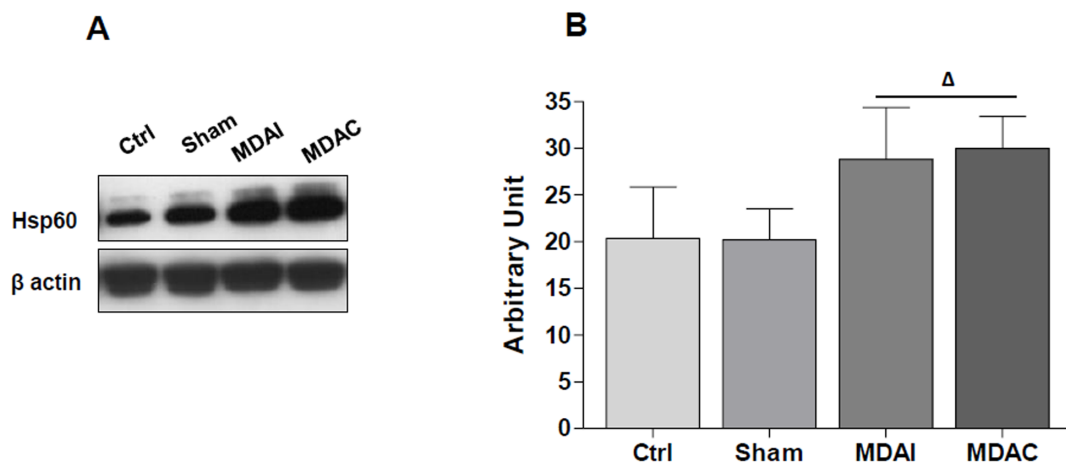 A
Ctrl Sham MDAI MDAC
Hsp60
β actin
B
Δ
Arbitrary Unit
35
30
25
20
15
10
5
0
Ctrl Sham MDAI MDAC